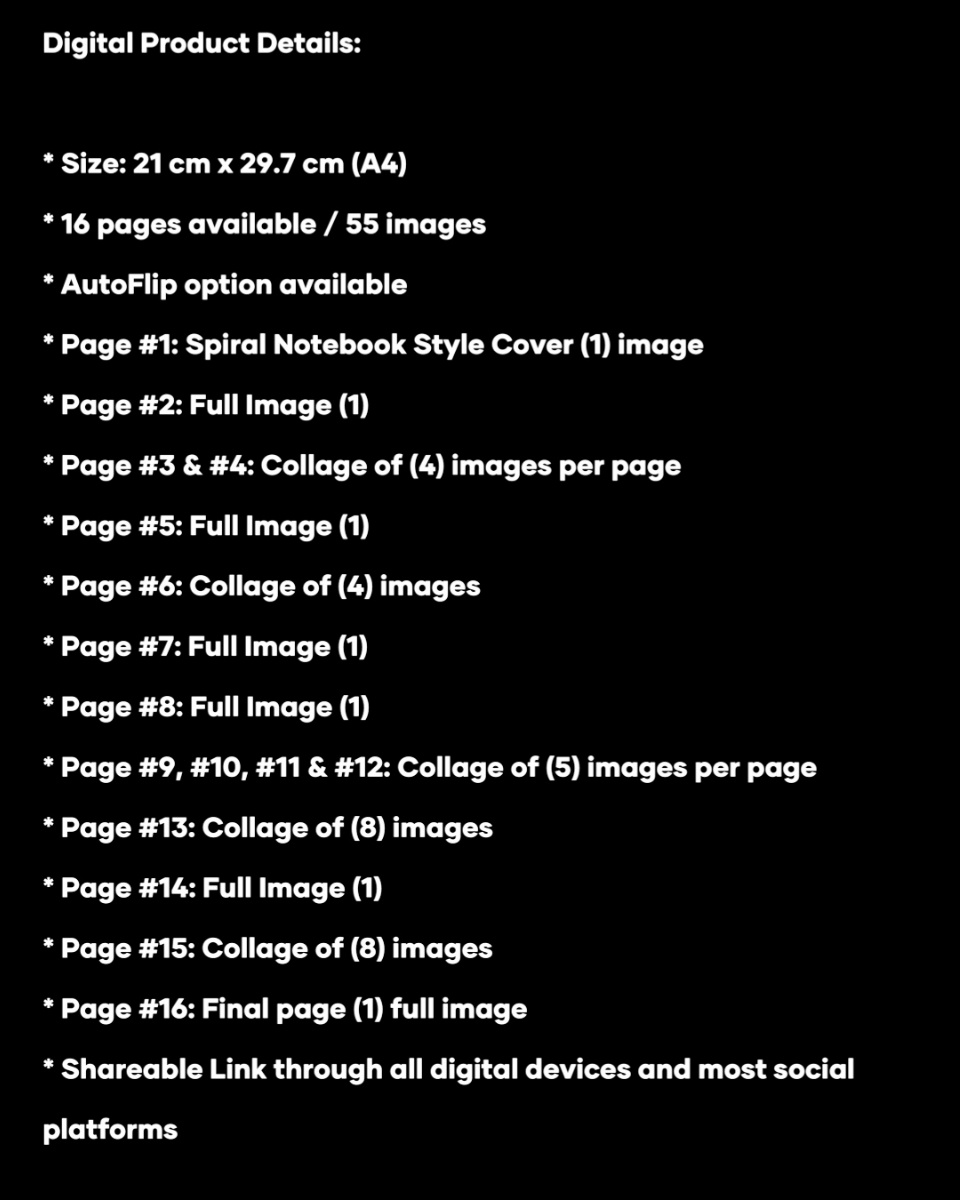 Digital Product Details:
* Size: 21 cm x 29.7 cm (A4)
* 16 pages available / 55 images
* AutoFlip option available
* Page #1: Spiral Notebook Style Cover (1) image
* Page #2: Full Image (1)
* Page #3 & #4: Collage of (4) images per page
* Page #5: Full Image (1)
* Page #6: Collage of (4) images
* Page #7: Full Image (1)
* Page #8: Full Image (1)
* Page #9, #10, #11 & #12: Collage of (5) images per page
* Page #13: Collage of (8) images
* Page #14: Full Image (1)
* Page #15: Collage of (8) images
* Page #16: Final page (1) full image
* Shareable Link through all digital devices and most social
platforms